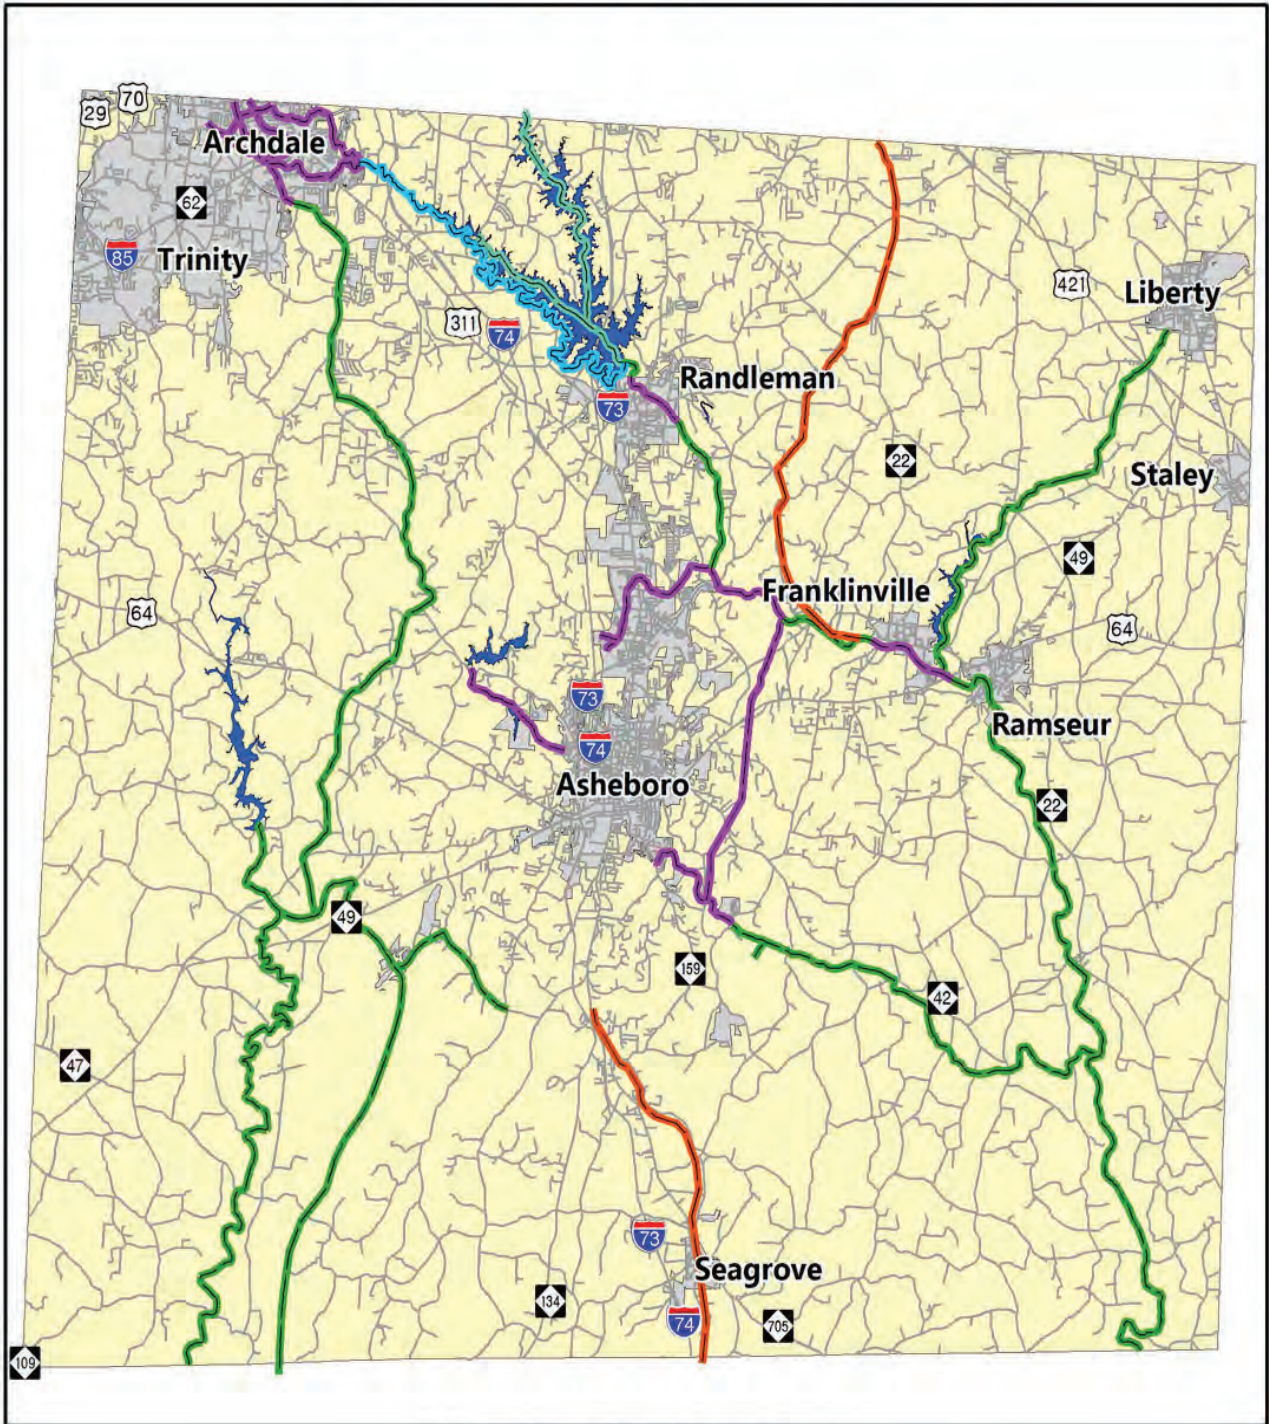 70
29
Archdale
62
85
Trinity
421
Liberty
311
74
Randleman
73
22
Staley
49
Franklinville
64
64
73
Ramseur
74
Asheboro
22
49
159
42
47
73
Seagrove
134
74
705
109